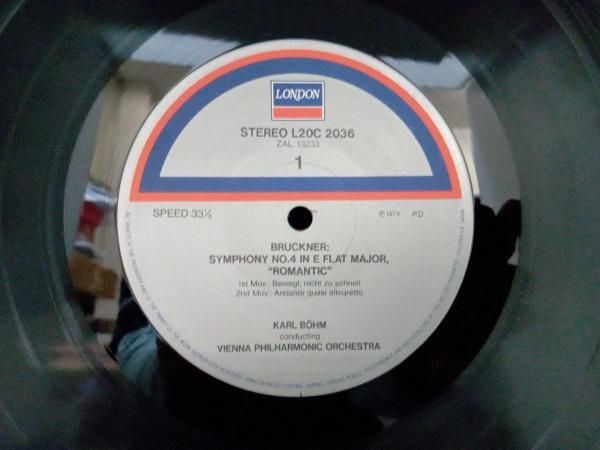 LONDON
STEREO L20C 2036
ZAL. 13233
1
SPEED 33⅓
℗ 1974 P.D.
BRUCKNER:
SYMPHONY NO.4 IN E FLAT MAJOR,
"ROMANTIC"
1st Mov.: Bewegt, nicht zu schnell
2nd Mov.: Andante quasi allegretto
KARL BÖHM
conducting
VIENNA PHILHARMONIC ORCHESTRA